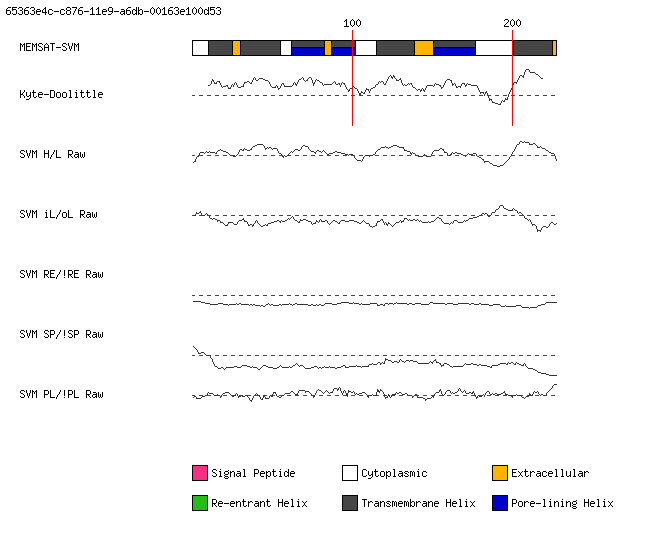 65363e4c-c876-11e9-a6db-00163e100d53
100 200
MEMSAT-SVM
Kyte-Doolittle
SVM H/L Raw
SVM iL/oL Raw
SVM RE/!RE Raw
SVM SP/!SP Raw
SVM PL/!PL Raw
Signal Peptide Cytoplasmic Extracellular
Re-entrant Helix Transmembrane Helix Pore-lining Helix